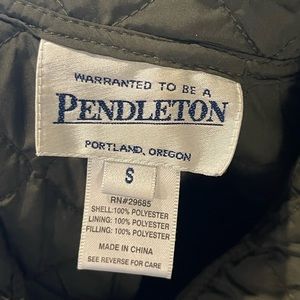 WARRANTED TO BE A
PENDLETON
PORTLAND, OREGON
S
RN#29685
SHELL:100% POLYESTER
LINING: 100% POLYESTER
FILLING: 100% POLYESTER
MADE IN CHINA
SEE REVERSE FOR CARE